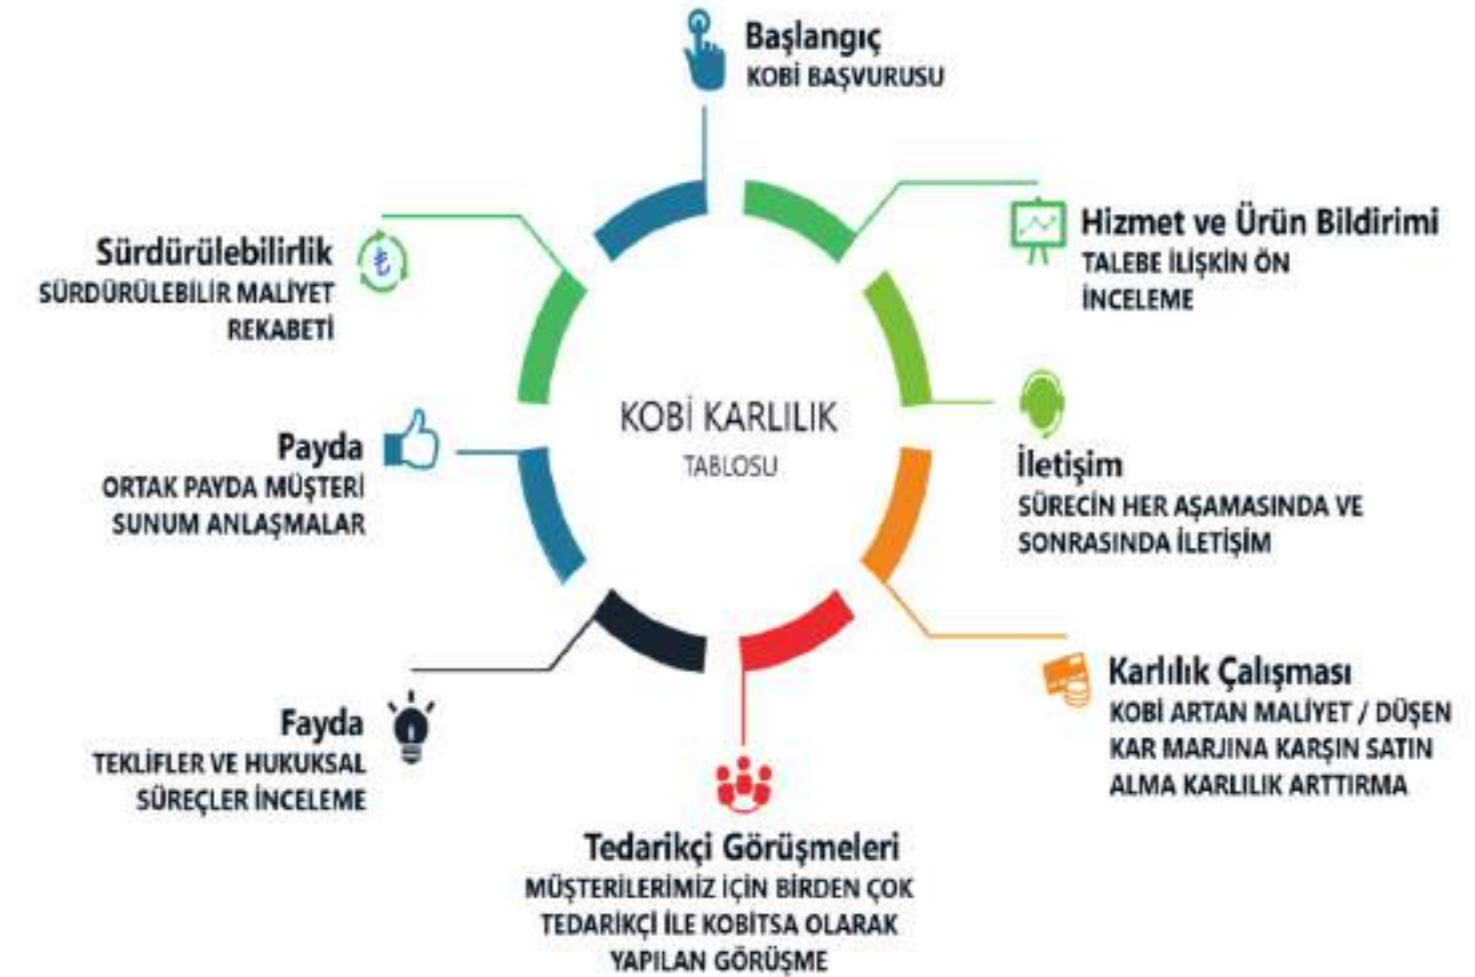 Başlangıç
KOBİ BAŞVURUSU
Hizmet ve Ürün Bildirimi
TALEBE İLİŞKİN ÖN
İNCELEME
İletişim
SÜRECİN HER AŞAMASINDA VE
SONRASINDA İLETİŞİM
Karlılık Çalışması
KOBİ ARTAN MALİYET / DÜŞEN
KAR MARJINA KARŞIN SATIN
ALMA KARLILIK ARTTIRMA
Tedarikçi Görüşmeleri
MÜŞTERİLERİMİZ İÇİN BİRDEN ÇOK
TEDARİKÇİ İLE KOBİTSA OLARAK
YAPILAN GÖRÜŞME
Fayda
TEKLİFLER VE HUKUKSAL
SÜREÇLER İNCELEME
Payda
ORTAK PAYDA MÜŞTERİ
SUNUM ANLAŞMALAR
Sürdürülebilirlik
₺
SÜRDÜRÜLEBİLİR MALİYET
REKABETİ
KOBİ KARLILIK
TABLOSU